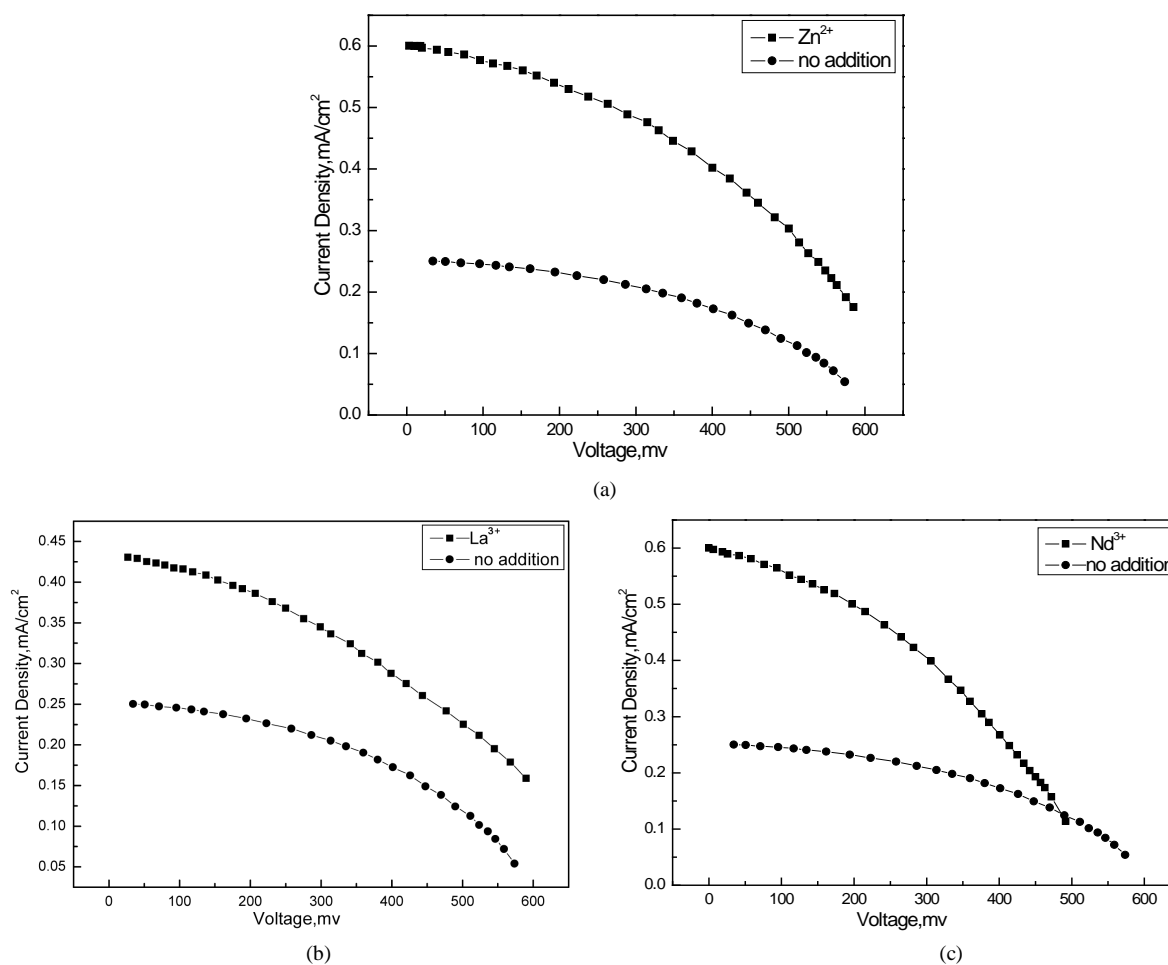 Zn²⁺
no addition
Current Density,mA/cm²
0.6
0.5
0.4
0.3
0.2
0.1
0.0
0 100 200 300 400 500 600
Voltage,mv
(a)
La³⁺
no addition
Current Density,mA/cm²
0.45
0.40
0.35
0.30
0.25
0.20
0.15
0.10
0.05
0 100 200 300 400 500 600
Voltage,mv
(b)
Nd³⁺
no addition
Current Density,mA/cm²
0.6
0.5
0.4
0.3
0.2
0.1
0.0
0 100 200 300 400 500 600
Voltage,mv
(c)